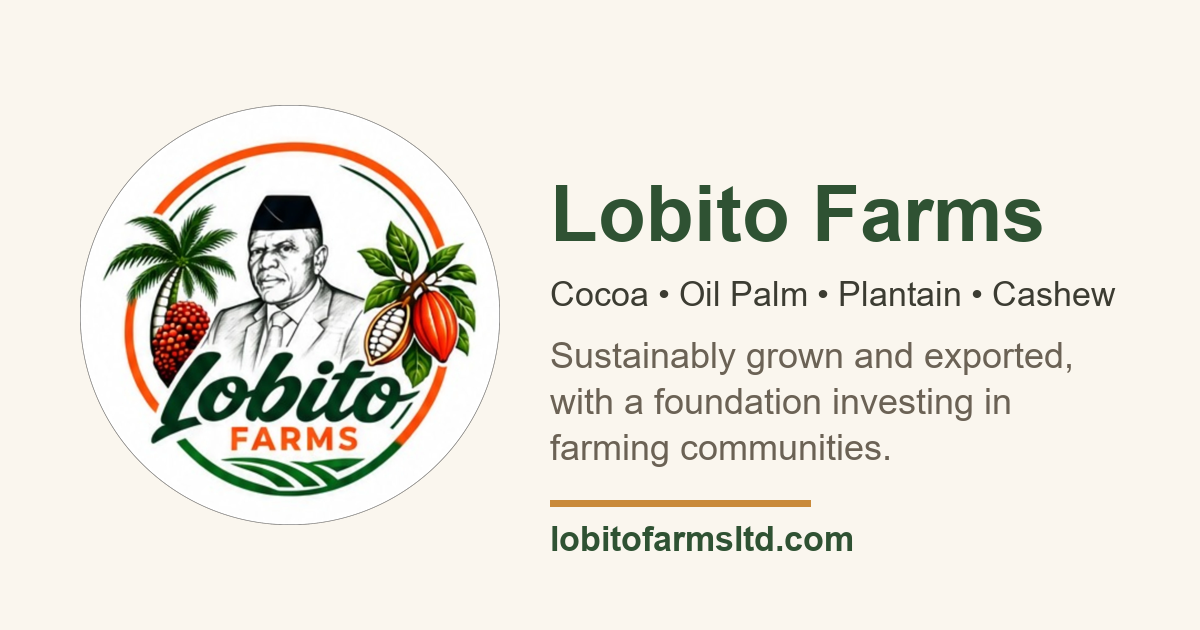 Lobito
FARMS
Lobito Farms
Cocoa • Oil Palm • Plantain • Cashew
Sustainably grown and exported,
with a foundation investing in
farming communities.
lobitofarmsltd.com